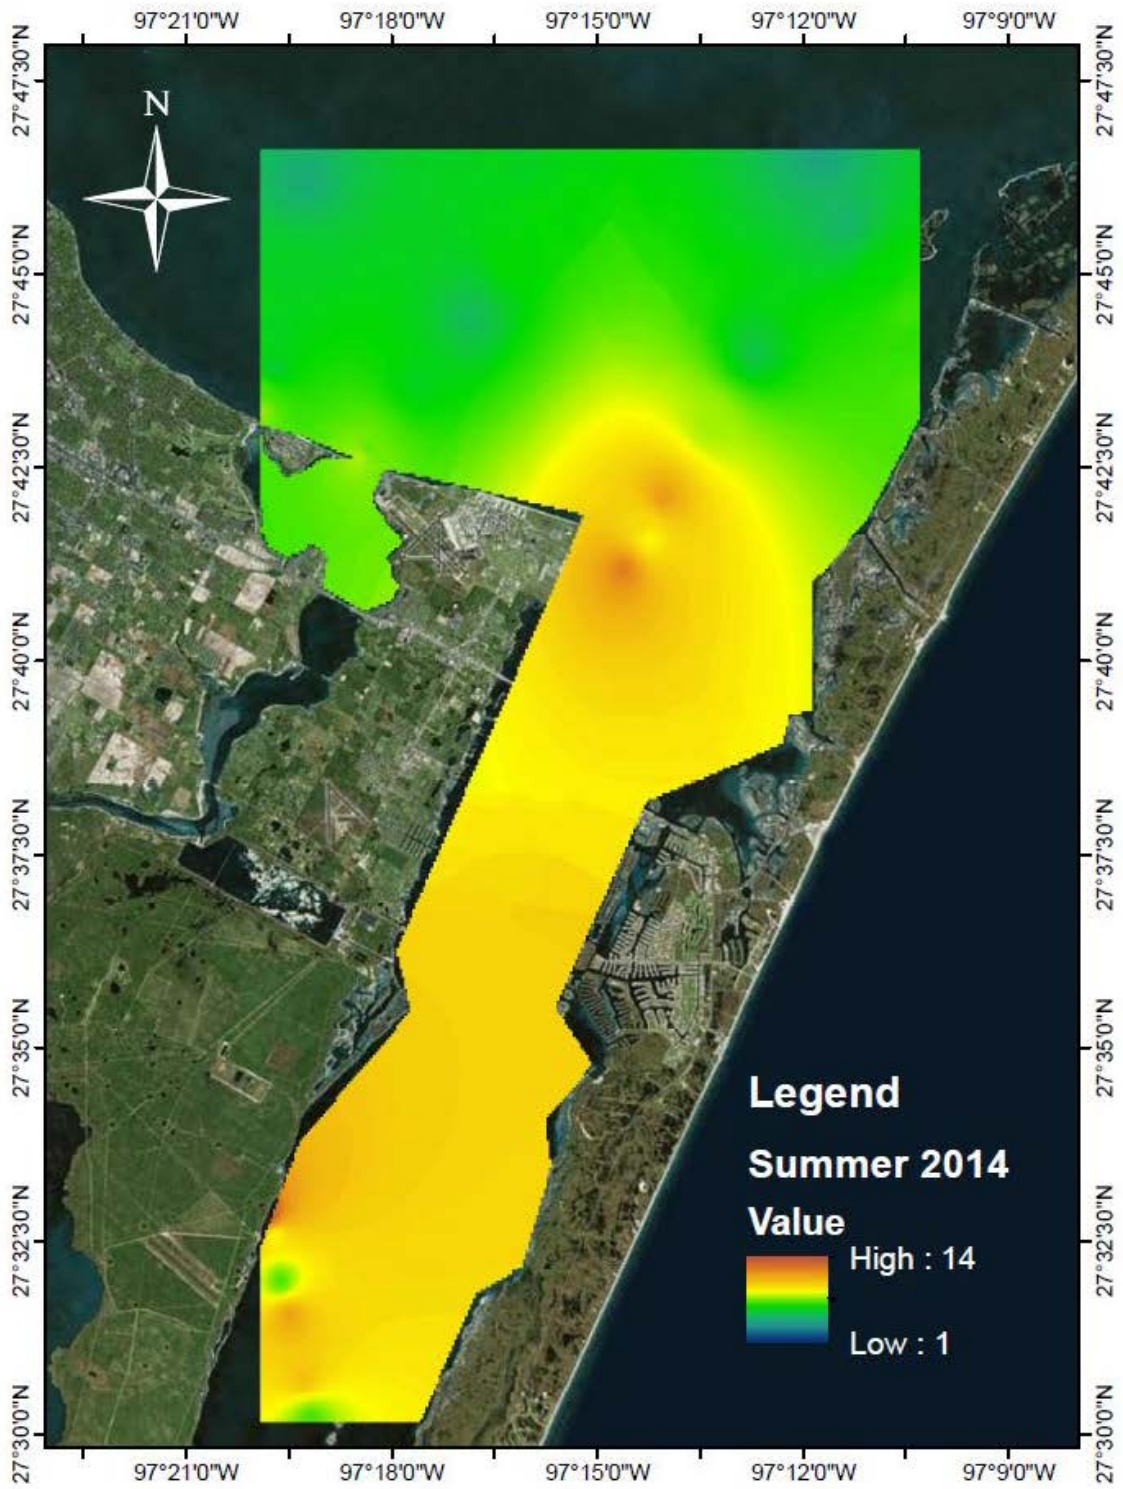 97°21'0"W 97°18'0"W 97°15'0"W 97°12'0"W 97°9'0"W
27°47'30"N 27°47'30"N
N
27°45'0"N 27°45'0"N
27°42'30"N 27°42'30"N
27°40'0"N 27°40'0"N
27°37'30"N 27°37'30"N
27°35'0"N 27°35'0"N
Legend
Summer 2014
Value
27°32'30"N 27°32'30"N
High : 14
Low : 1
27°30'0"N 27°30'0"N
97°21'0"W 97°18'0"W 97°15'0"W 97°12'0"W 97°9'0"W